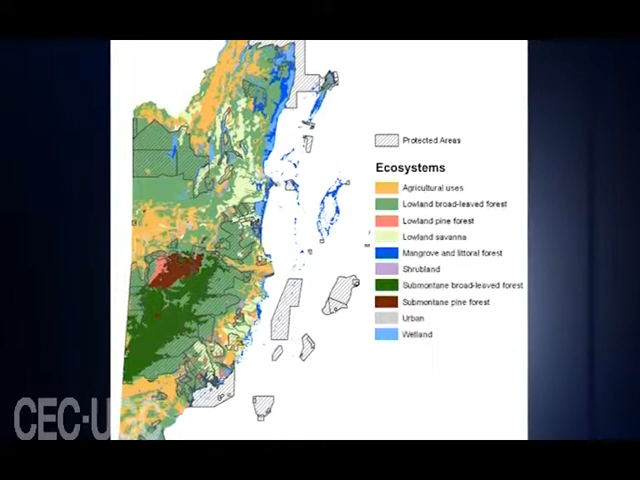 Protected Areas
Ecosystems
Agricultural uses
Lowland broad-leaved forest
Lowland pine forest
Lowland savanna
Mangrove and littoral forest
Shrubland
Submontane broad-leaved forest
Submontane pine forest
Urban
Wetland